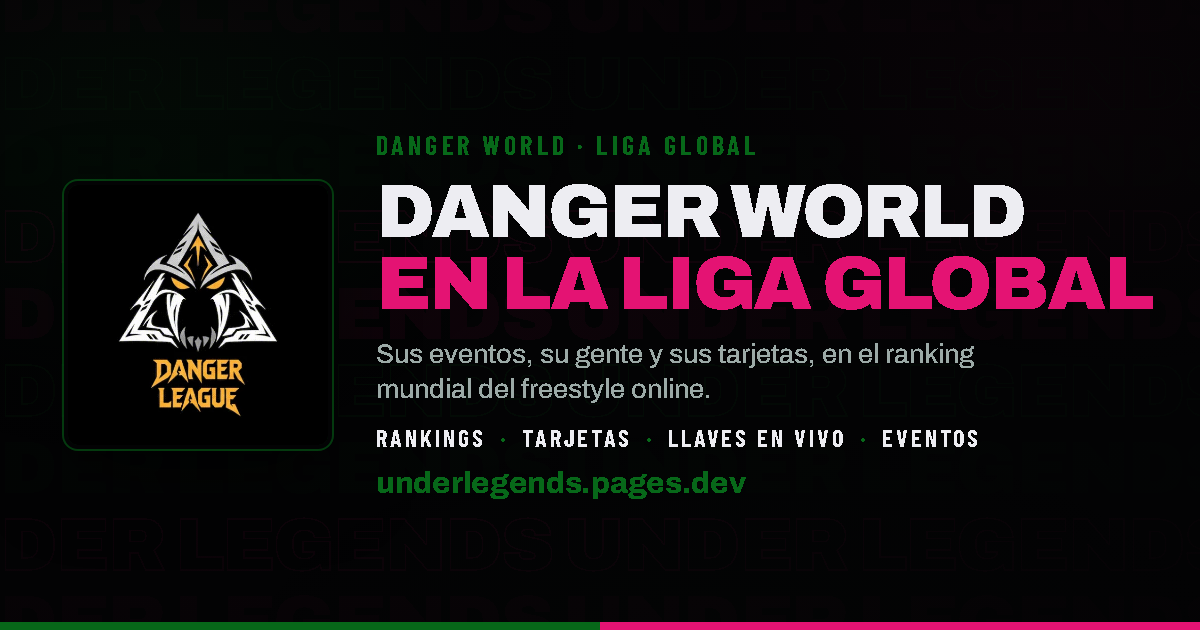 DANGER WORLD · LIGA GLOBAL
DANGER WORLD
EN LA LIGA GLOBAL
Sus eventos, su gente y sus tarjetas, en el ranking
mundial del freestyle online.
RANKINGS · TARJETAS · LLAVES EN VIVO · EVENTOS
underlegends.pages.dev
DANGER
LEAGUE